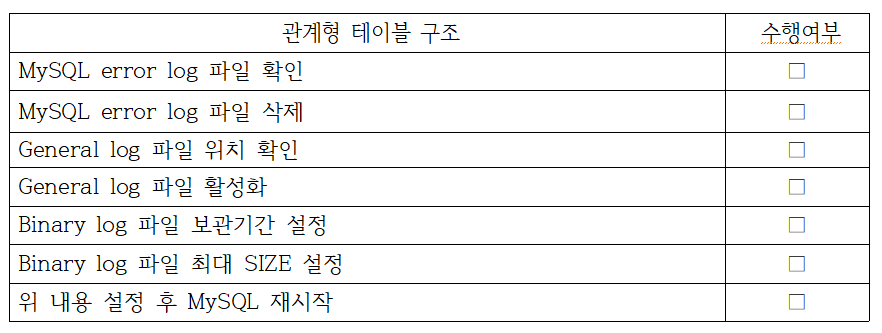 관계형 테이블 구조 수행여부
MySQL error log 파일 확인 □
MySQL error log 파일 삭제 □
General log 파일 위치 확인 □
General log 파일 활성화 □
Binary log 파일 보관기간 설정 □
Binary log 파일 최대 SIZE 설정 □
위 내용 설정 후 MySQL 재시작 □